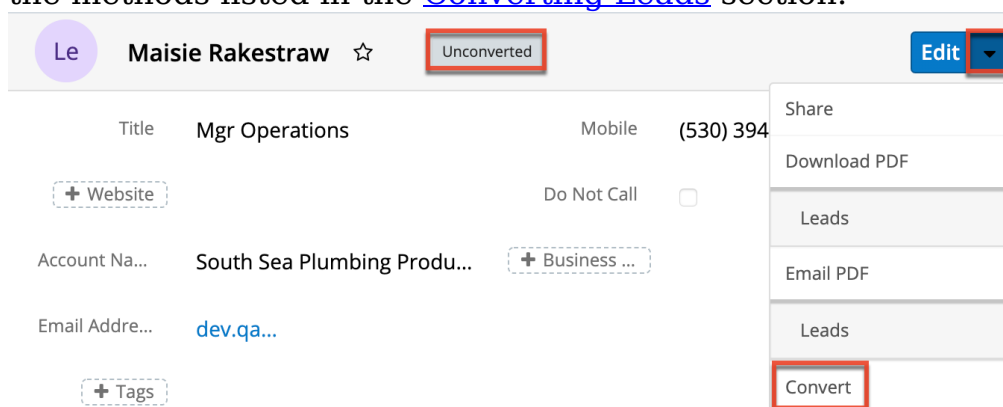 the methods listed in the Converting Leads section.
Le Maisie Rakestraw Unconverted Edit
Title Mgr Operations Mobile (530) 394
Share
Download PDF
+ Website Do Not Call
Leads
Account Na... South Sea Plumbing Produ... + Business ...
Email PDF
Email Addre... dev.qa...
Leads
+ Tags
Convert